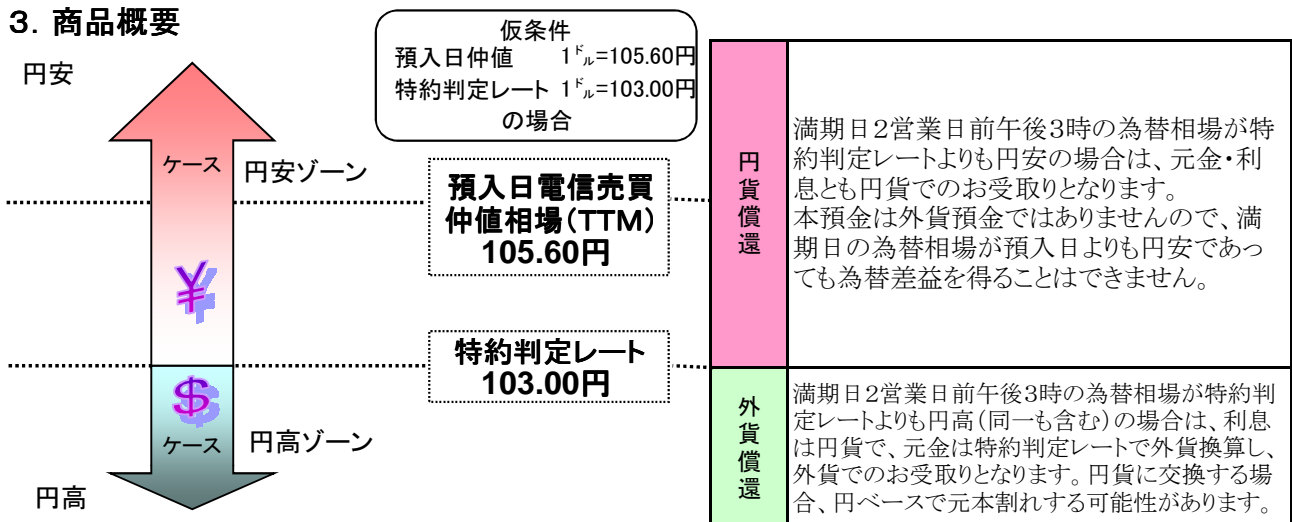 3. 商品概要
仮条件
預入日仲値 1㌦=105.60円
特約判定レート 1㌦=103.00円
の場合
円安
ケース
円安ゾーン
預入日電信売買
仲値相場(TTM)
105.60円
¥
特約判定レート
103.00円
$
ケース
円高ゾーン
円高
円貨償還
満期日2営業日前午後3時の為替相場が特
約判定レートよりも円安の場合は、元金・利
息とも円貨でのお受取りとなります。
本預金は外貨預金ではありませんので、満
期日の為替相場が預入日よりも円安であっ
ても為替差益を得ることはできません。
外貨償還
満期日2営業日前午後3時の為替相場が特約判
定レートよりも円高(同一も含む)の場合は、利息
は円貨で、元金は特約判定レートで外貨換算し、
外貨でのお受取りとなります。円貨に交換する場
合、円ベースで元本割れする可能性があります。